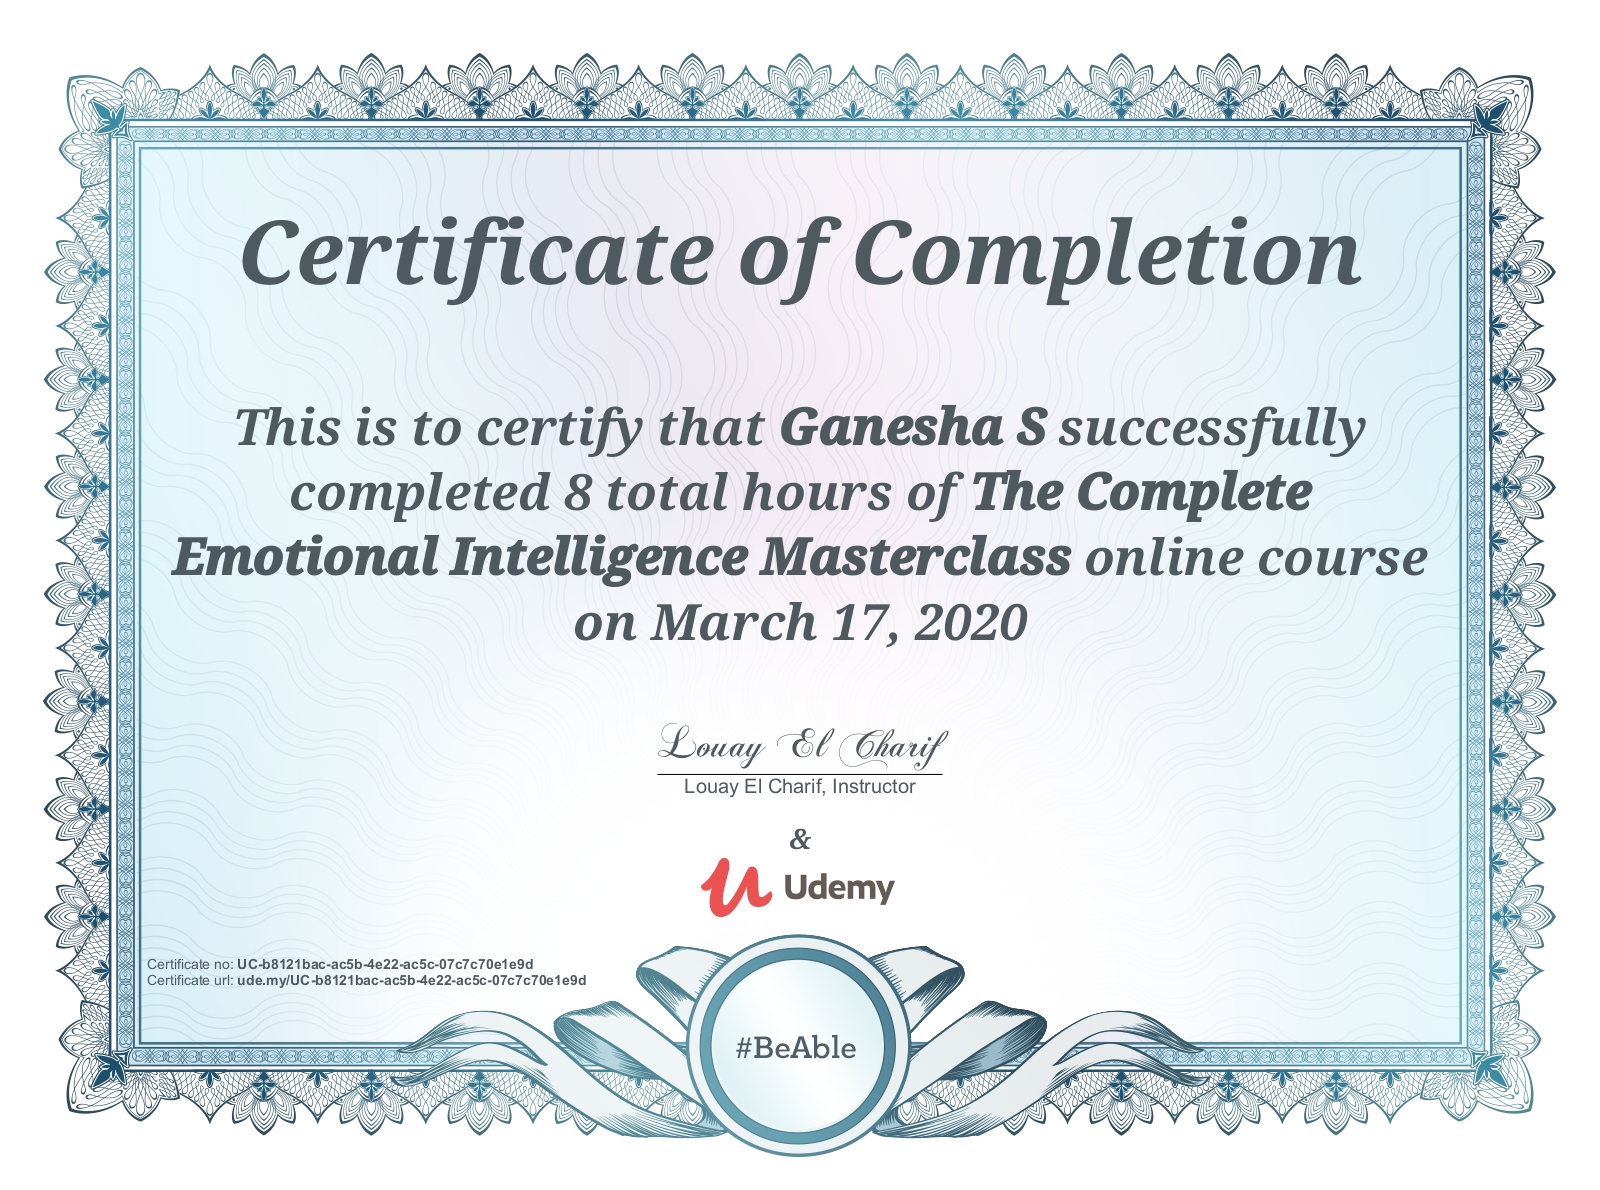 Certificate of Completion
This is to certify that Ganesha S successfully
completed 8 total hours of The Complete
Emotional Intelligence Masterclass online course
on March 17, 2020
Louay El Charif
Louay El Charif, Instructor
&
Udemy
Certificate no: UC-b8121bac-ac5b-4e22-ac5c-07c7c70e1e9d
Certificate url: ude.my/UC-b8121bac-ac5b-4e22-ac5c-07c7c70e1e9d
#BeAble